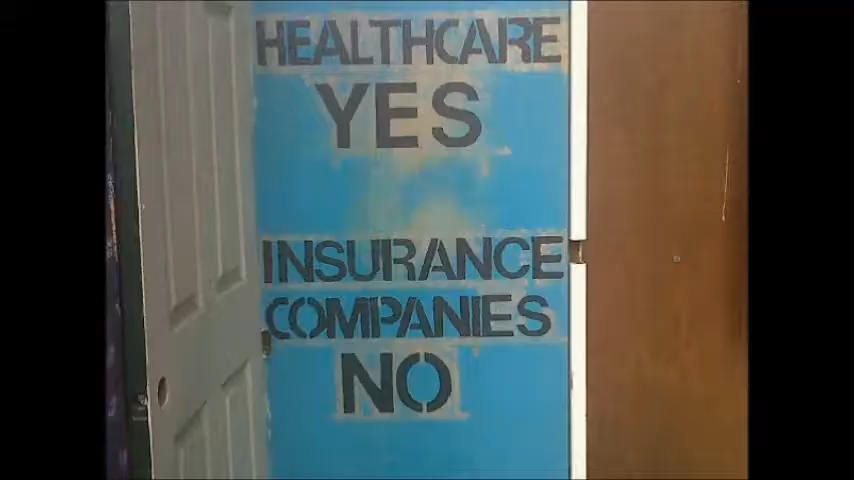 HEALTHCARE
YES
INSURANCE
COMPANIES
NO